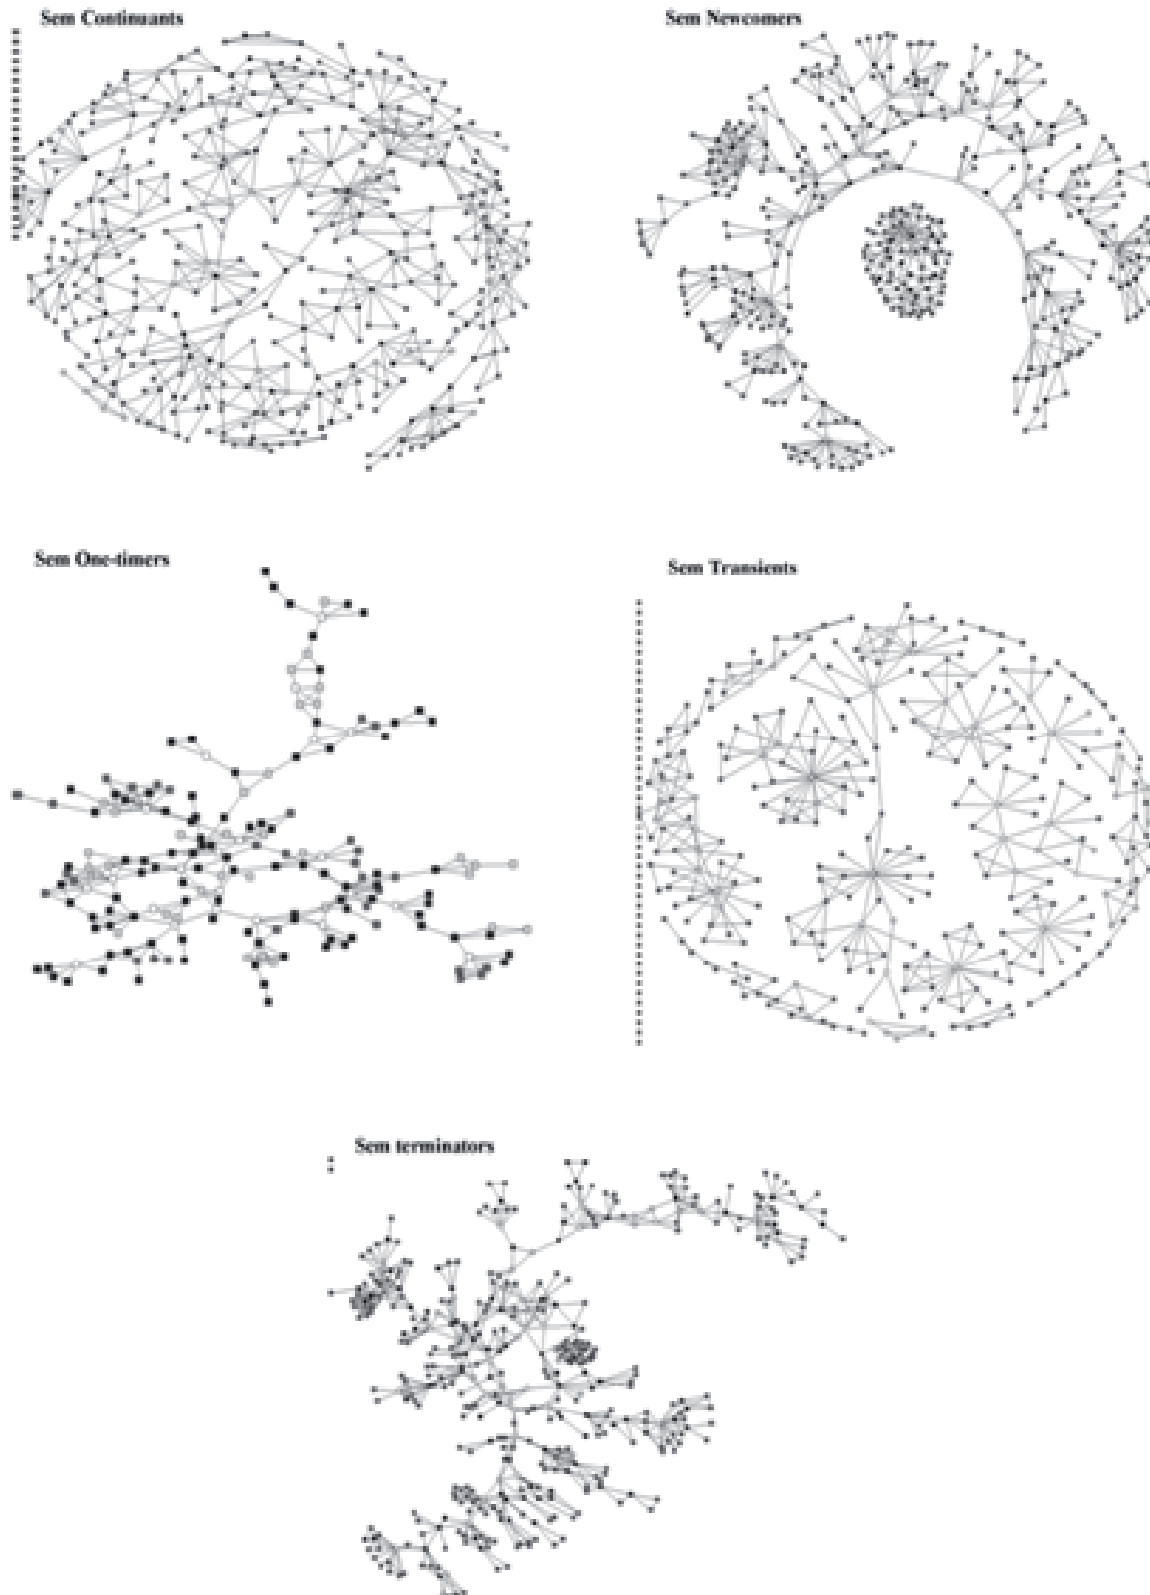 Sem Continuants
Sem Newcomers
Sem One-timers
Sem Transients
Sem terminators